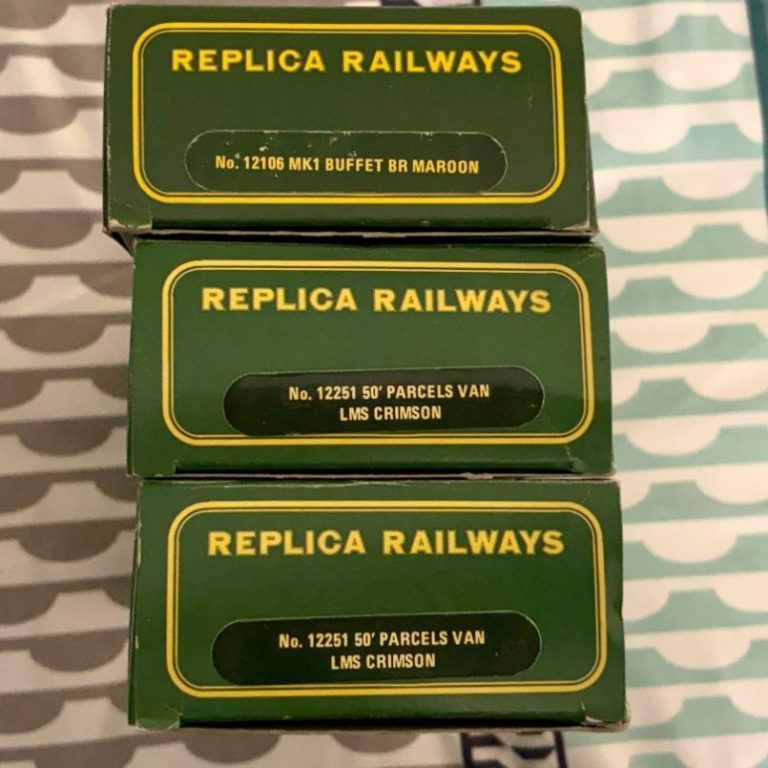 REPLICA RAILWAYS
No. 12106 MK1 BUFFET BR MAROON
REPLICA RAILWAYS
No. 12251 50' PARCELS VAN
LMS CRIMSON
REPLICA RAILWAYS
No. 12251 50' PARCELS VAN
LMS CRIMSON